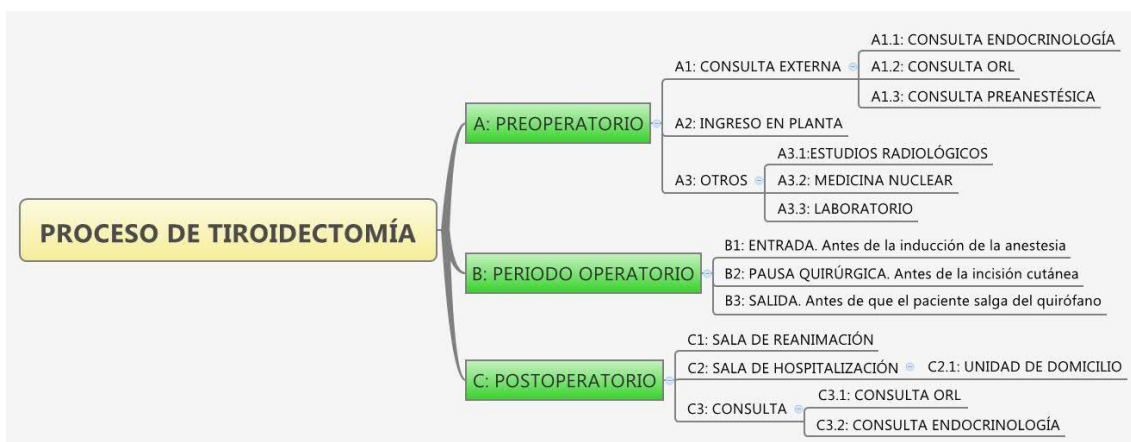 PROCESO DE TIROIDECTOMÍA
A: PREOPERATORIO
A1: CONSULTA EXTERNA
A1.1: CONSULTA ENDOCRINOLOGÍA
A1.2: CONSULTA ORL
A1.3: CONSULTA PREANESTÉSICA
A2: INGRESO EN PLANTA
A3: OTROS
A3.1:ESTUDIOS RADIOLÓGICOS
A3.2: MEDICINA NUCLEAR
A3.3: LABORATORIO
B: PERIODO OPERATORIO
B1: ENTRADA. Antes de la inducción de la anestesia
B2: PAUSA QUIRÚRGICA. Antes de la incisión cutánea
B3: SALIDA. Antes de que el paciente salga del quirófano
C: POSTOPERATORIO
C1: SALA DE REANIMACIÓN
C2: SALA DE HOSPITALIZACIÓN
C2.1: UNIDAD DE DOMICILIO
C3: CONSULTA
C3.1: CONSULTA ORL
C3.2: CONSULTA ENDOCRINOLOGÍA